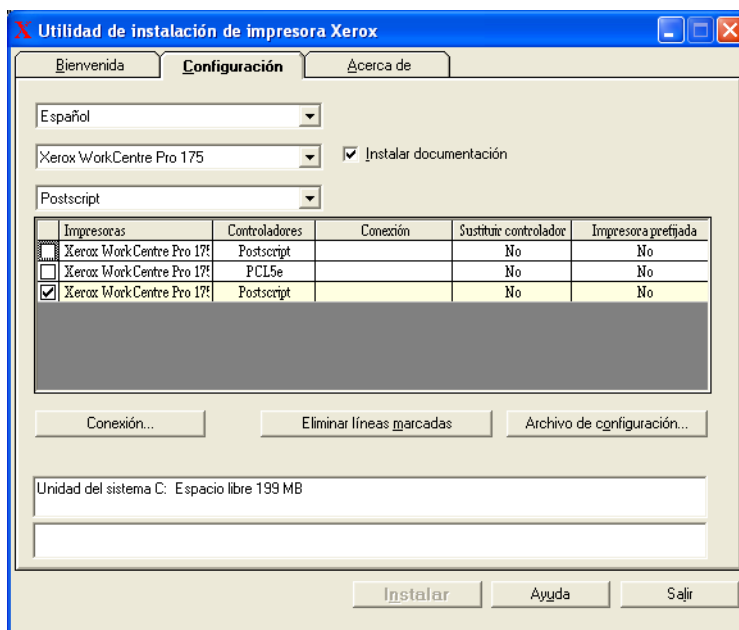 Utilidad de instalación de impresora Xerox
Bienvenida Configuración Acerca de
Español
Xerox WorkCentre Pro 175 Instalar documentación
Postscript
Impresoras Controladores Conexión Sustituir controlador Impresora prefijada
Xerox WorkCentre Pro 175 Postscript No No
Xerox WorkCentre Pro 175 PCL5e No No
Xerox WorkCentre Pro 175 Postscript No No
Conexión... Eliminar líneas marcadas Archivo de configuración...
Unidad del sistema C: Espacio libre 199 MB
Instalar Ayuda Salir